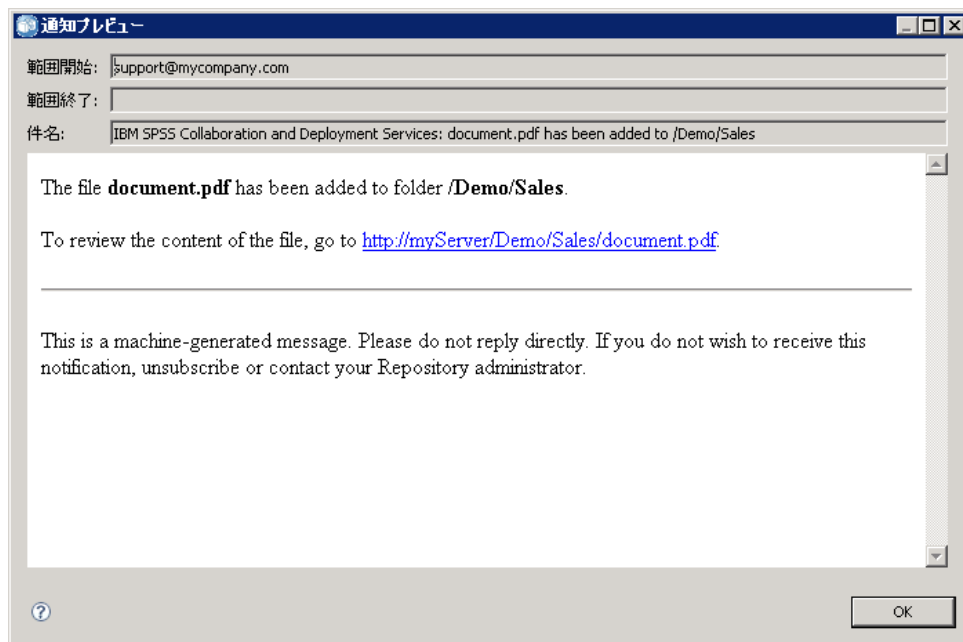 通知プレビュー
範囲開始: support@mycompany.com
範囲終了:
件名: IBM SPSS Collaboration and Deployment Services: document.pdf has been added to /Demo/Sales
The file document.pdf has been added to folder /Demo/Sales.
To review the content of the file, go to http://myServer/Demo/Sales/document.pdf.
This is a machine-generated message. Please do not reply directly. If you do not wish to receive this
notification, unsubscribe or contact your Repository administrator.
?
OK